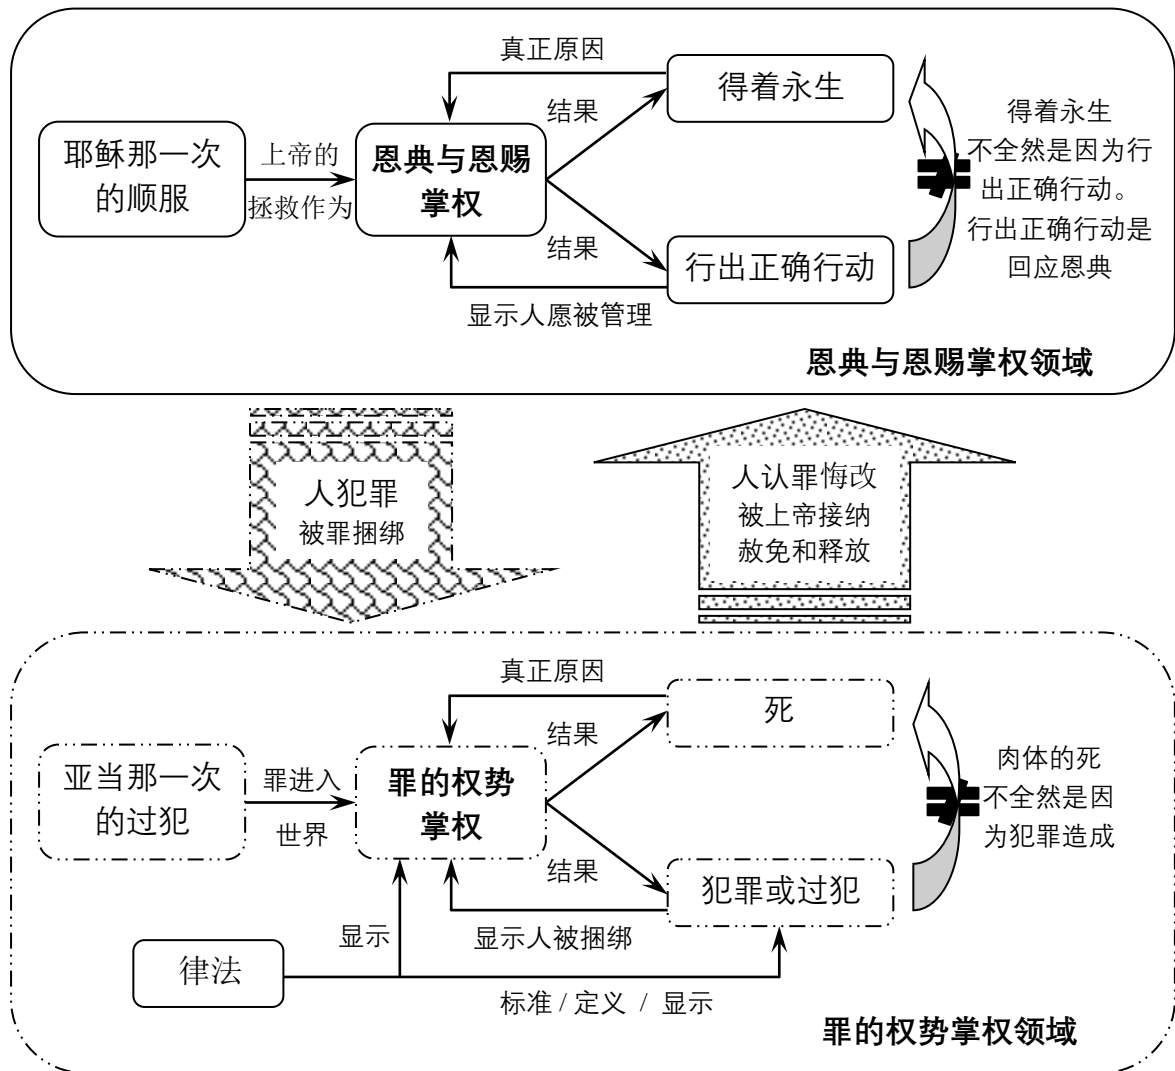 真正原因
得着永生
结果
耶稣那一次
的顺服
上帝的
拯救作为
恩典与恩赐
掌权
得着永生
不全然是因为行
出正确行动。
行出正确行动是
回应恩典
结果
行出正确行动
显示人愿被管理
恩典与恩赐掌权领域
人犯罪
被罪捆绑
人认罪悔改
被上帝接纳
赦免和释放
真正原因
死
结果
亚当那一次
的过犯
罪进入
世界
罪的权势
掌权
肉体的死
不全然是因
为犯罪造成
结果
犯罪或过犯
显示
显示人被捆绑
律法
标准 / 定义 / 显示
罪的权势掌权领域